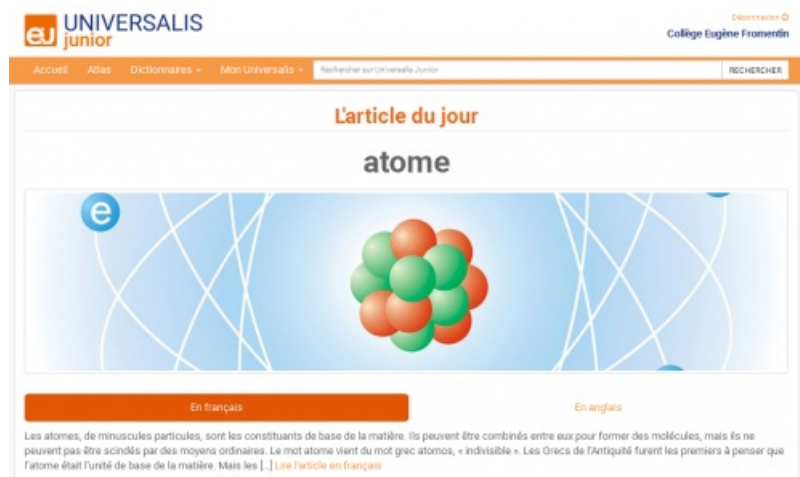 eu UNIVERSALIS
junior
Déconnexion
Collège Eugène Fromentin
Accueil Atlas Dictionnaires Mon Universalis Rechercher sur Universalis Junior RECHERCHER
L'article du jour
atome
e
En français En anglais
Les atomes, de minuscules particules, sont les constituants de base de la matière. Ils peuvent être combinés entre eux pour former des molécules, mais ils ne
peuvent pas être scindés par des moyens ordinaires. Le mot atome vient du mot grec atomos, « indivisible ». Les Grecs de l'Antiquité furent les premiers à penser que
l'atome était l'unité de base de la matière. Mais les [...] Lire l'article en français